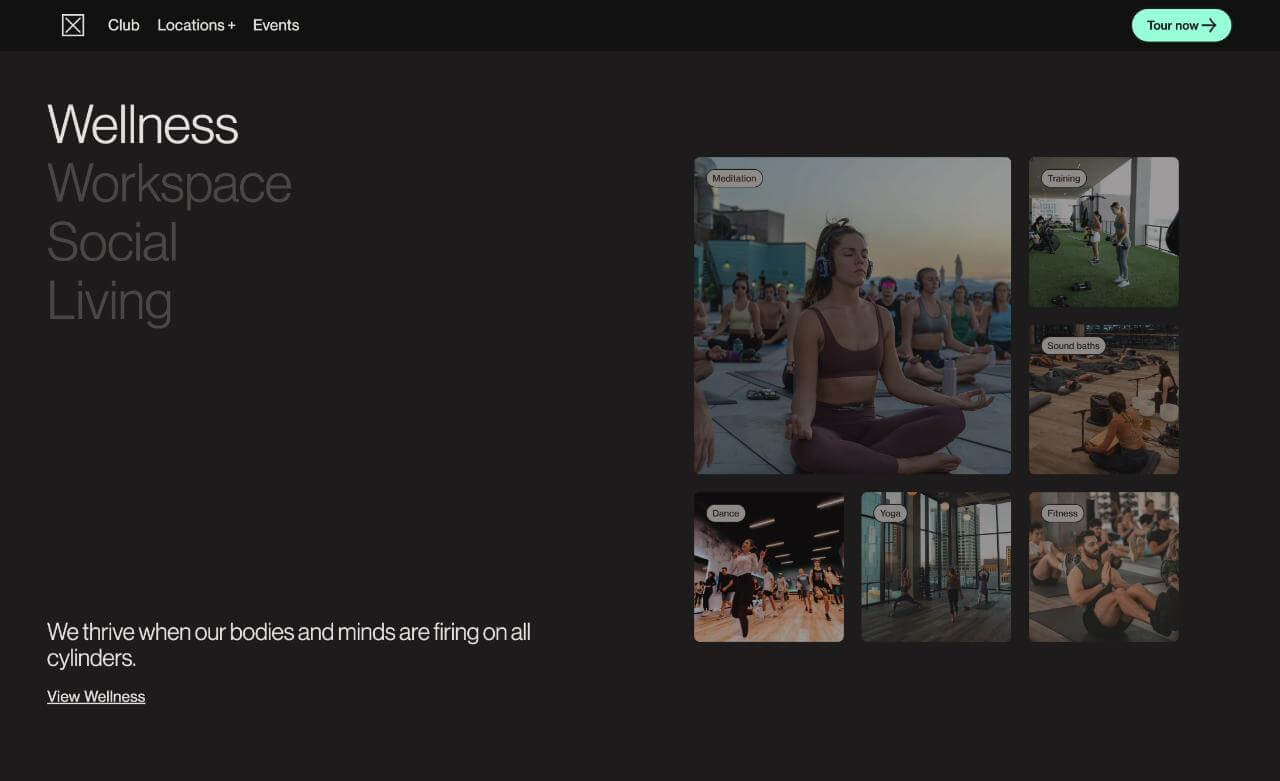 Club
Locations +
Events
Tour now →
Wellness
Workspace
Social
Living
Meditation
Training
Sound baths
Dance
Yoga
Fitness
We thrive when our bodies and minds are firing on all
cylinders.
View Wellness